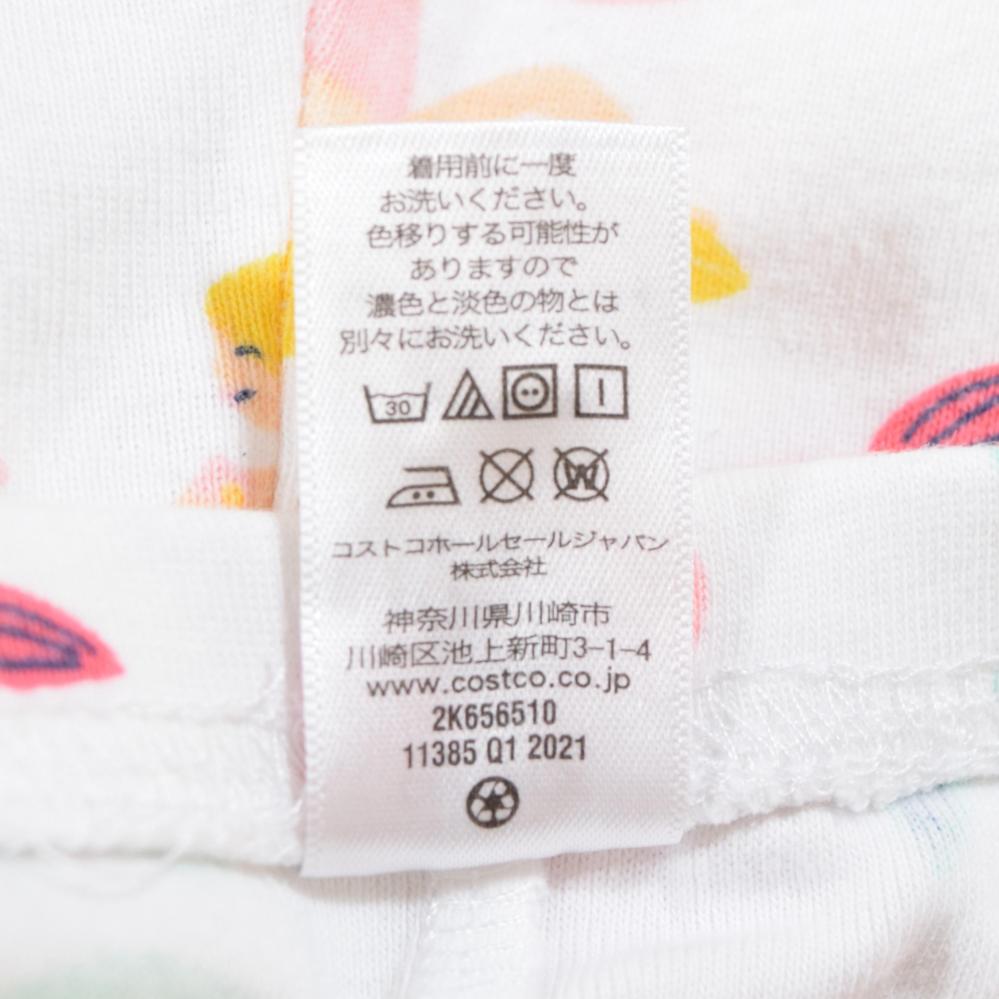 着用前に一度
お洗いください。
色移りする可能性が
ありますので
濃色と淡色の物とは
別々にお洗いください。
30
W
コストコホールセールジャパン
株式会社
神奈川県川崎市
川崎区池上新町3-1-4
www.costco.co.jp
2K656510
11385 Q1 2021